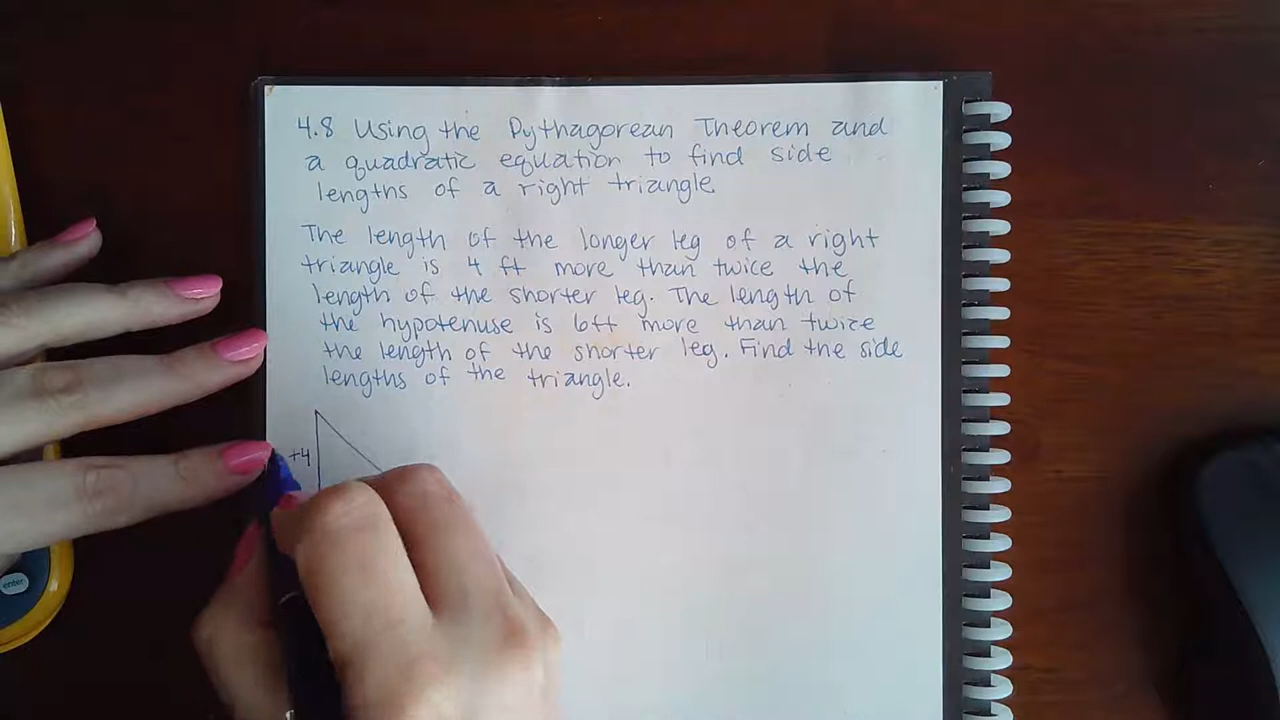 4.8 Using the Pythagorean Theorem and
a quadratic equation to find side
lengths of a right triangle
The length of the longer leg of a right
triangle is 4 ft more than twice the
length of the shorter leg. The length of
the hypotenuse is 6ft more than twice
the length of the shorter leg. Find the side
lengths of the triangle.
+4
enter